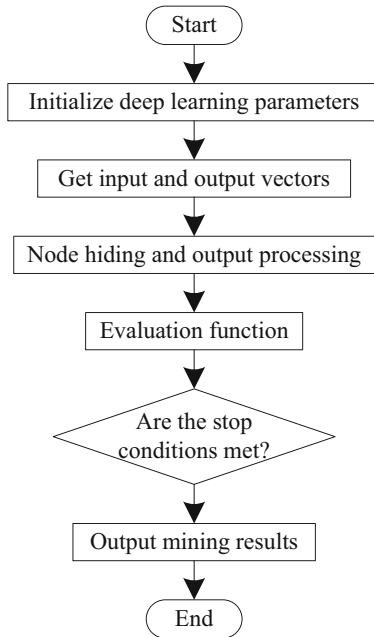 Start
Initialize deep learning parameters
Get input and output vectors
Node hiding and output processing
Evaluation function
Are the stop
conditions met?
Output mining results
End